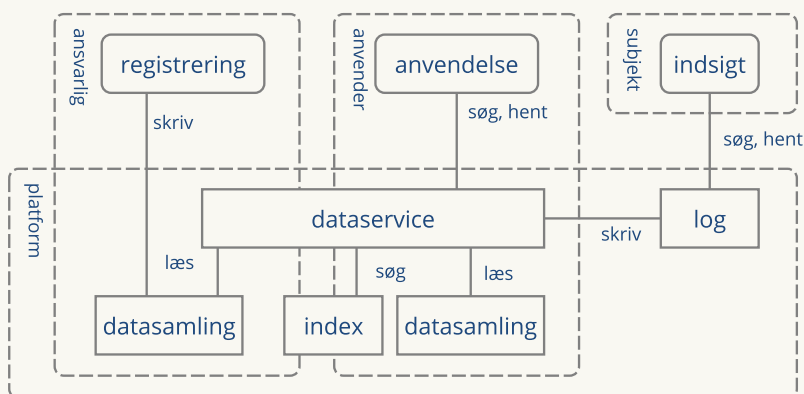 ansvarlig
registrering
anvender
anvendelse
subjekt
indsigt
skriv
søg, hent
søg, hent
platform
dataservice
log
skriv
læs
søg
læs
datasamling
index
datasamling